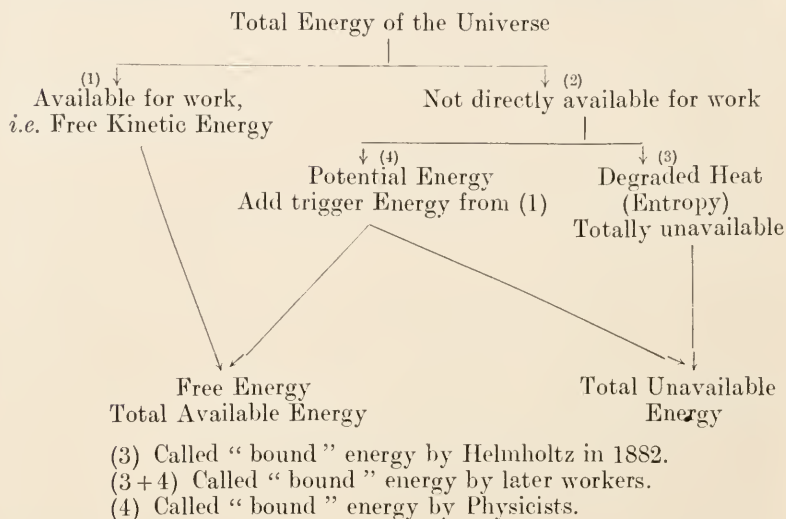 Total Energy of the Universe
(1) (2)
Available for work, Not directly available for work
i.e. Free Kinetic Energy
(4) (3)
Potential Energy Degraded Heat
Add trigger Energy from (1) (Entropy)
Totally unavailable
Free Energy Total Unavailable
Total Available Energy Energy
(3) Called “ bound ” energy by Helmholtz in 1882.
(3+4) Called “ bound ” energy by later workers.
(4) Called “ bound ” energy by Physicists.